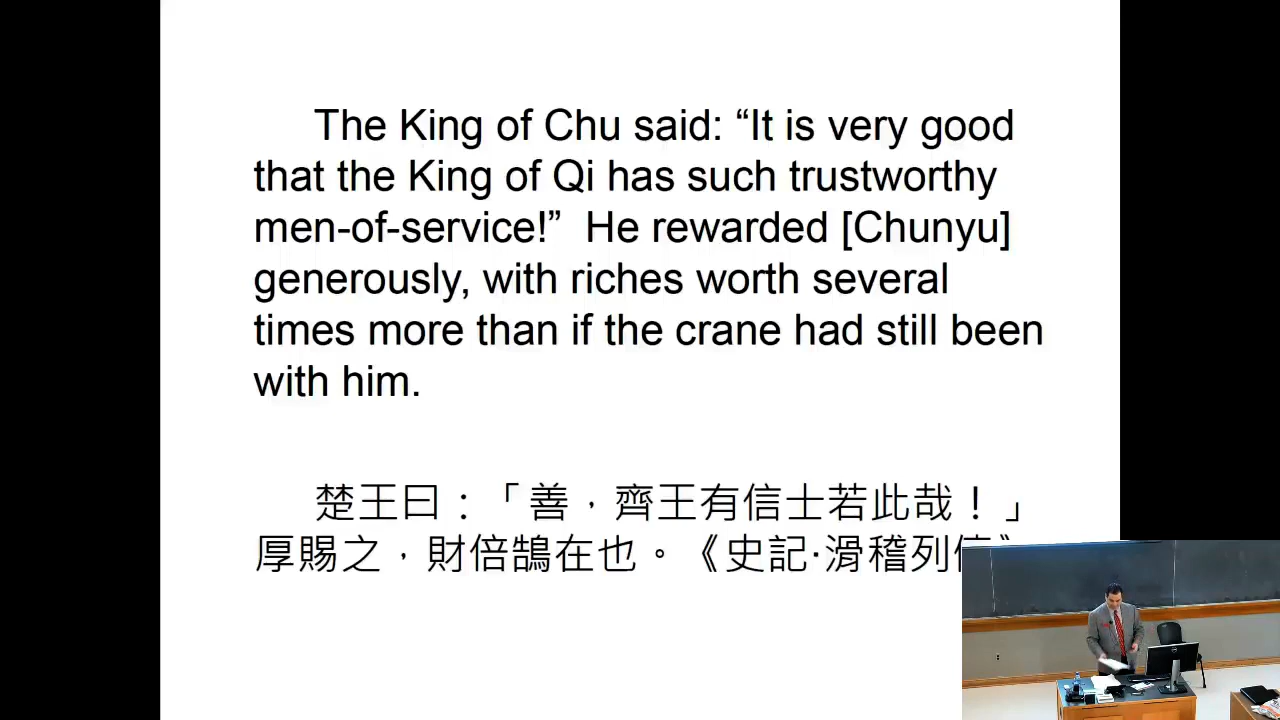 The King of Chu said: “It is very good
that the King of Qi has such trustworthy
men-of-service!”  He rewarded [Chunyu]
generously, with riches worth several
times more than if the crane had still been
with him.
楚王曰：「善，齊王有信士若此哉！」
厚賜之，財倍鵠在也。《史記·滑稽列